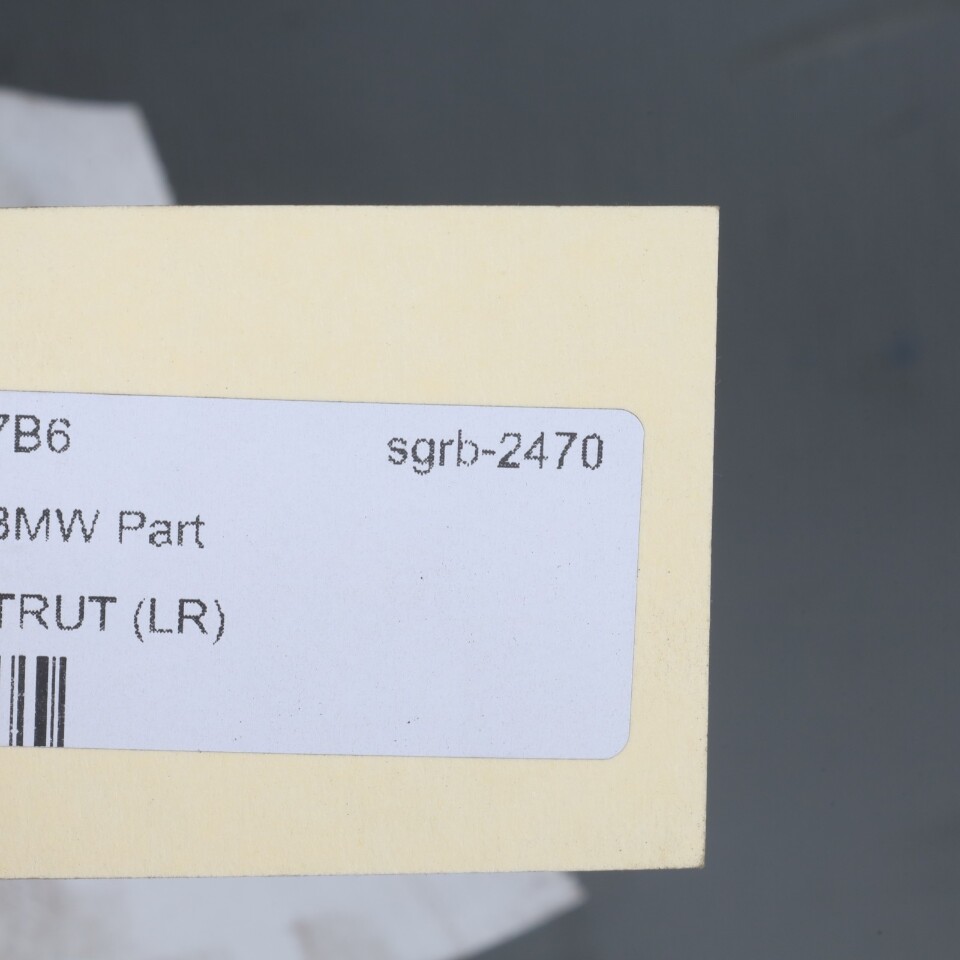 7B6 sgrb-2470
BMW Part
TRUT (LR)